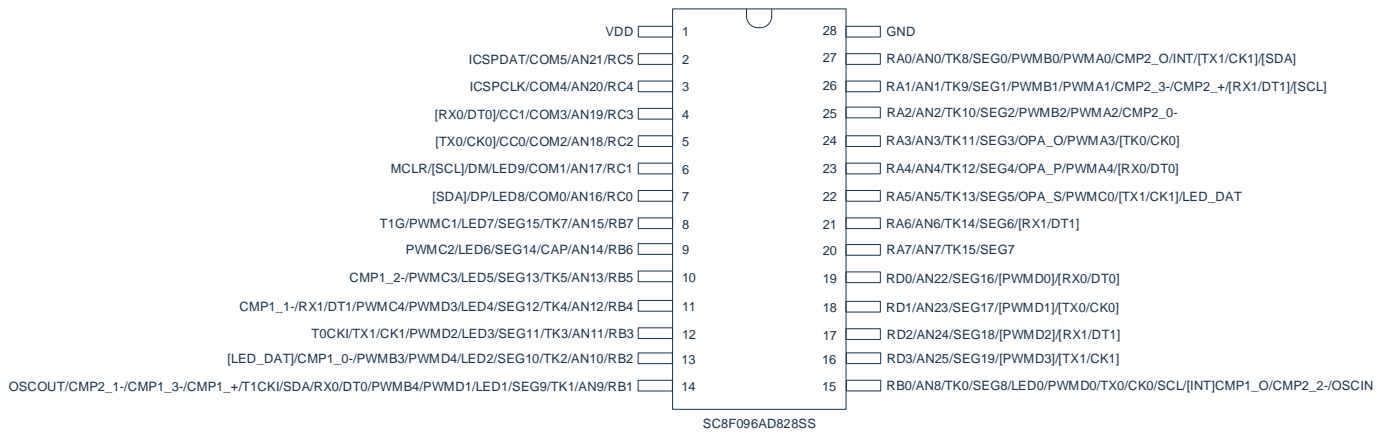 VDD 1 28 GND
ICSPDAT/COM5/AN21/RC5 2 27 RA0/AN0/TK8/SEG0/PWMB0/PWMA0/CMP2_O/INT/[TX1/CK1]/[SDA]
ICSPCLK/COM4/AN20/RC4 3 26 RA1/AN1/TK9/SEG1/PWMB1/PWMA1/CMP2_3-/CMP2_+/[RX1/DT1]/[SCL]
[RX0/DT0]/CC1/COM3/AN19/RC3 4 25 RA2/AN2/TK10/SEG2/PWMB2/PWMA2/CMP2_0-
[TX0/CK0]/CC0/COM2/AN18/RC2 5 24 RA3/AN3/TK11/SEG3/OPA_O/PWMA3/[TK0/CK0]
MCLR/[SCL]/DM/LED9/COM1/AN17/RC1 6 23 RA4/AN4/TK12/SEG4/OPA_P/PWMA4/[RX0/DT0]
[SDA]/DP/LED8/COM0/AN16/RC0 7 22 RA5/AN5/TK13/SEG5/OPA_S/PWMC0/[TX1/CK1]/LED_DAT
T1G/PWMC1/LED7/SEG15/TK7/AN15/RB7 8 21 RA6/AN6/TK14/SEG6/[RX1/DT1]
PWMC2/LED6/SEG14/CAP/AN14/RB6 9 20 RA7/AN7/TK15/SEG7
CMP1_2-/PWMC3/LED5/SEG13/TK5/AN13/RB5 10 19 RD0/AN22/SEG16/[PWMD0]/[RX0/DT0]
CMP1_1-/RX1/DT1/PWMC4/PWMD3/LED4/SEG12/TK4/AN12/RB4 11 18 RD1/AN23/SEG17/[PWMD1]/[TX0/CK0]
T0CKI/TX1/CK1/PWMD2/LED3/SEG11/TK3/AN11/RB3 12 17 RD2/AN24/SEG18/[PWMD2]/[RX1/DT1]
[LED_DAT]/CMP1_0-/PWMB3/PWMD4/LED2/SEG10/TK2/AN10/RB2 13 16 RD3/AN25/SEG19/[PWMD3]/[TX1/CK1]
OSCOUT/CMP2_1-/CMP1_3-/CMP1_+/T1CKI/SDA/RX0/DT0/PWMB4/PWMD1/LED1/SEG9/TK1/AN9/RB1 14 15 RB0/AN8/TK0/SEG8/LED0/PWMD0/TX0/CK0/SCL/[INT]CMP1_O/CMP2_2-/OSCIN
SC8F096AD828SS